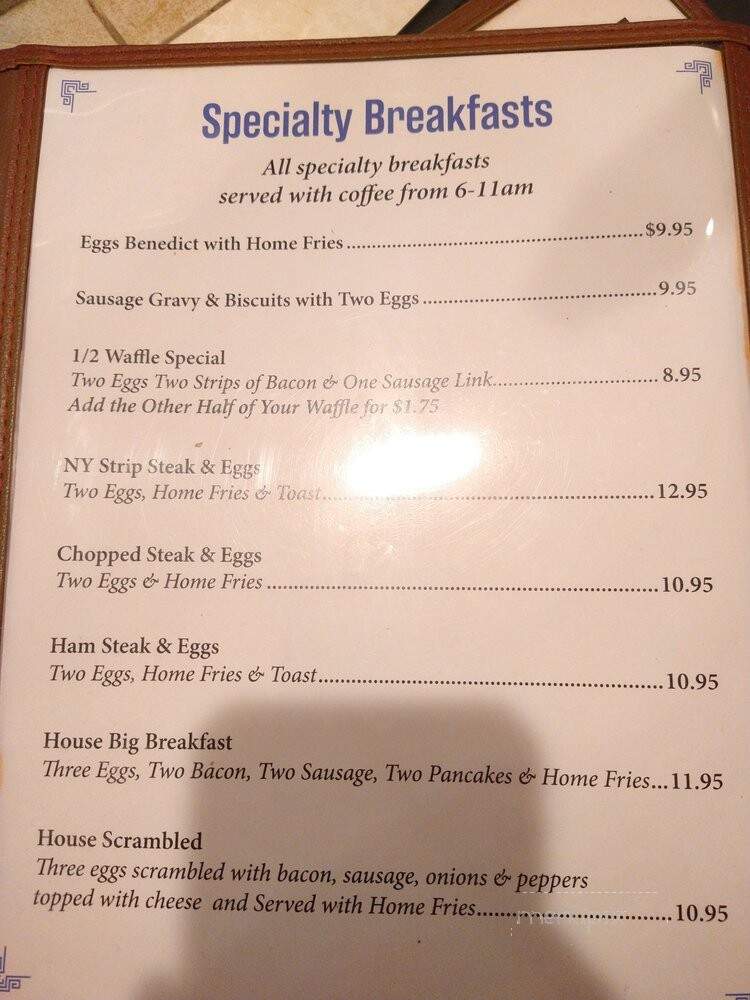 Specialty Breakfasts
All specialty breakfasts
served with coffee from 6-11am
Eggs Benedict with Home Fries.....$9.95
Sausage Gravy & Biscuits with Two Eggs.....9.95
1/2 Waffle Special
Two Eggs Two Strips of Bacon & One Sausage Link.....8.95
Add the Other Half of Your Waffle for $1.75
NY Strip Steak & Eggs
Two Eggs, Home Fries & Toast.....12.95
Chopped Steak & Eggs
Two Eggs & Home Fries.....10.95
Ham Steak & Eggs
Two Eggs, Home Fries & Toast.....10.95
House Big Breakfast
Three Eggs, Two Bacon, Two Sausage, Two Pancakes & Home Fries...11.95
House Scrambled
Three eggs scrambled with bacon, sausage, onions & peppers
topped with cheese and Served with Home Fries.....10.95